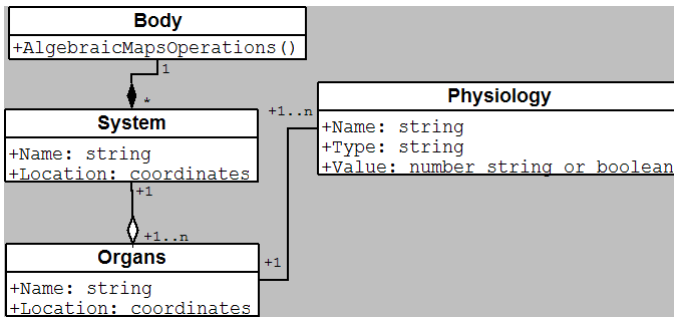 Body
+AlgebraicMapsOperations()
1
*
System
+Name: string
+Location: coordinates
+1
+1..n
Organs
+Name: string
+Location: coordinates
+1
+1..n
Physiology
+Name: string
+Type: string
+Value: number string or boolean